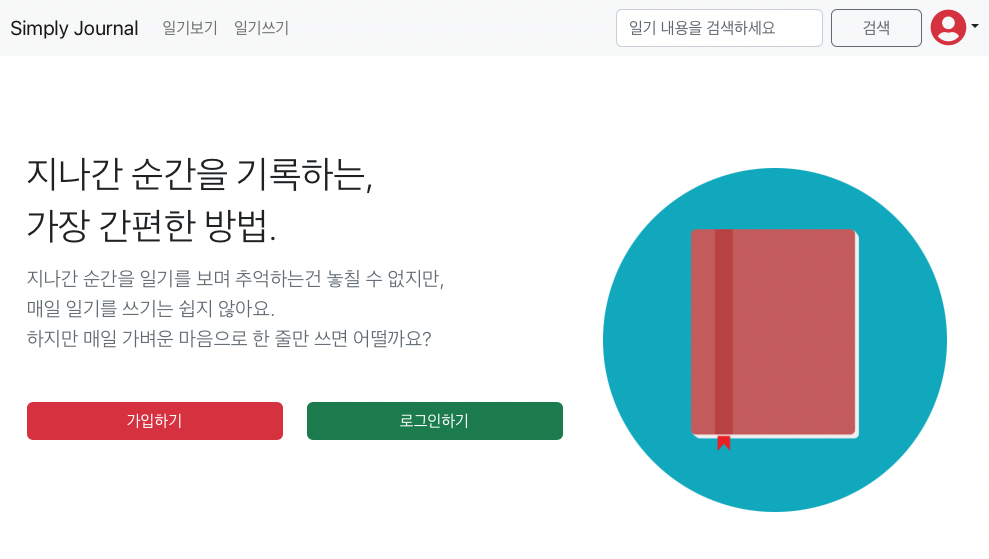 Simply Journal 일기보기 일기쓰기 일기 내용을 검색하세요 검색
지나간 순간을 기록하는,
가장 간편한 방법.
지나간 순간을 일기를 보며 추억하는건 놓칠 수 없지만,
매일 일기를 쓰기는 쉽지 않아요.
하지만 매일 가벼운 마음으로 한 줄만 쓰면 어떨까요?
가입하기 로그인하기